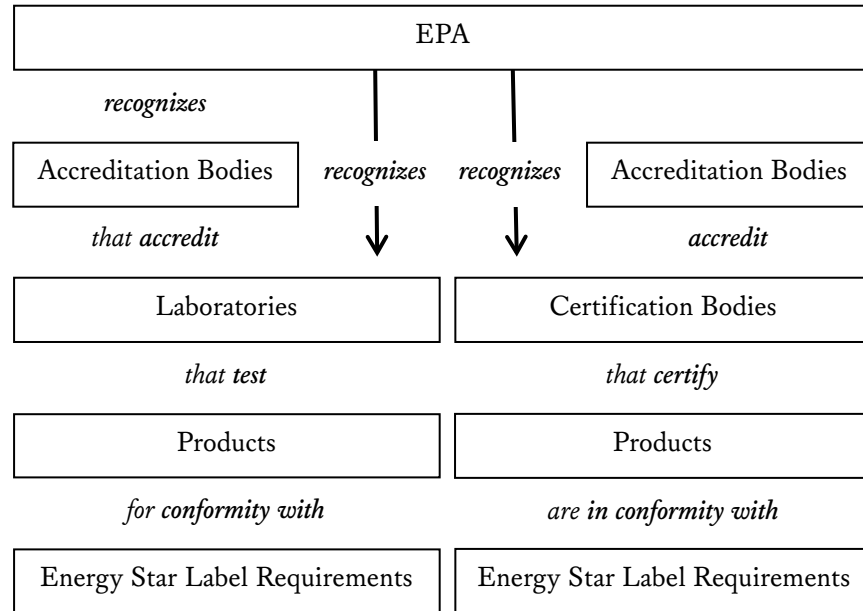 EPA
recognizes
Accreditation Bodies recognizes recognizes Accreditation Bodies
that accredit accredit
Laboratories Certification Bodies
that test that certify
Products Products
for conformity with are in conformity with
Energy Star Label Requirements Energy Star Label Requirements